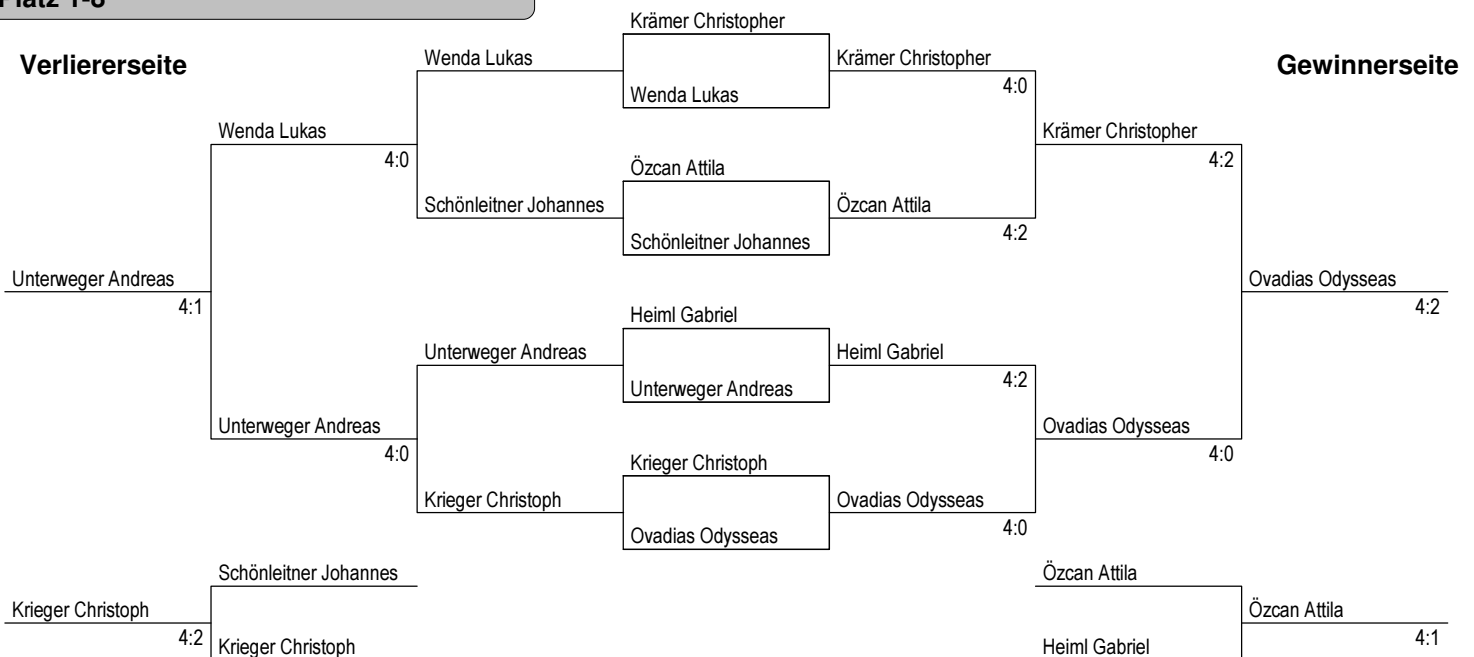 Platz 1-8
Verliererseite
Gewinnerseite
Krämer Christopher
Wenda Lukas
Krämer Christopher
Wenda Lukas
4:0
Wenda Lukas
Krämer Christopher
4:0
Özcan Attila
4:2
Schönleitner Johannes
Özcan Attila
Schönleitner Johannes
4:2
Unterweger Andreas
Ovadias Odysseas
4:1
4:2
Heiml Gabriel
Unterweger Andreas
Heiml Gabriel
Unterweger Andreas
4:2
Unterweger Andreas
Ovadias Odysseas
4:0
Krieger Christoph
4:0
Krieger Christoph
Ovadias Odysseas
Ovadias Odysseas
4:0
Schönleitner Johannes
Özcan Attila
Krieger Christoph
Özcan Attila
4:2
Krieger Christoph
Heiml Gabriel
4:1